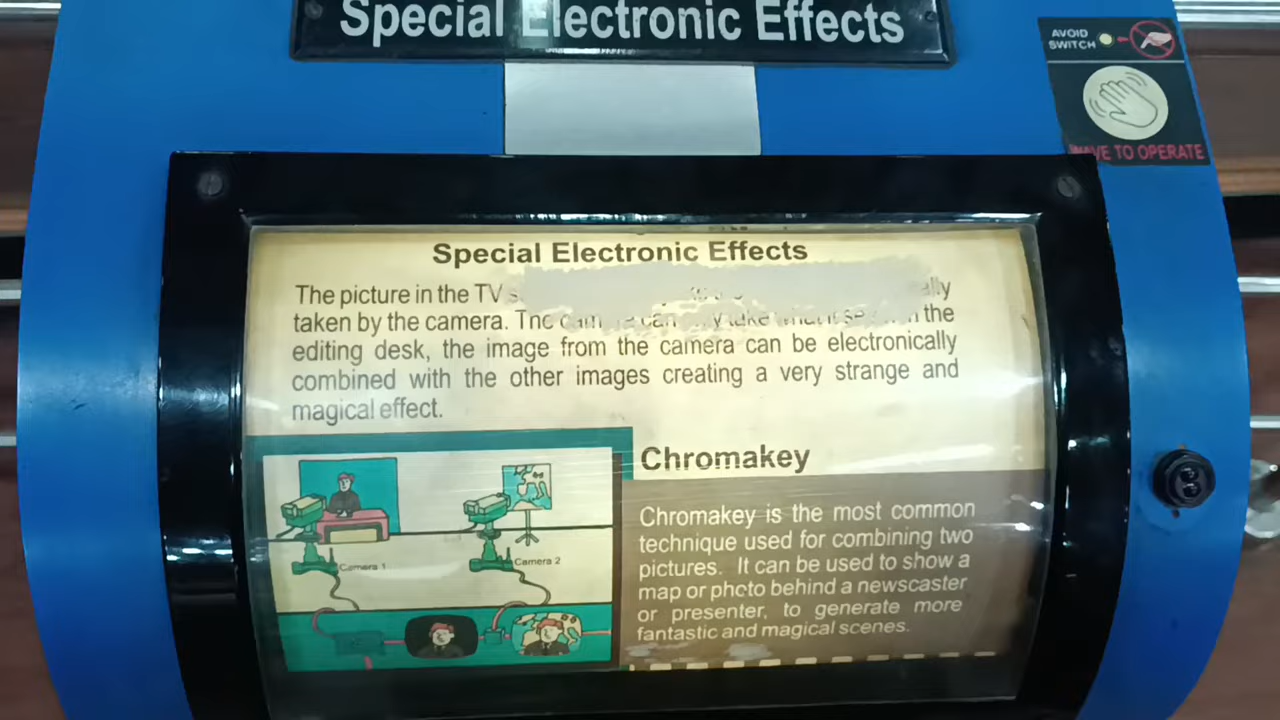 Special Electronic Effects
AVOID
SWITCH
WAVE TO OPERATE
Special Electronic Effects
The picture in the TV ally
taken by the camera. the
editing desk, the image from the camera can be electronically
combined with the other images creating a very strange and
magical effect.
Chromakey
Chromakey is the most common
technique used for combining two
pictures. It can be used to show a
map or photo behind a newscaster
or presenter, to generate more
fantastic and magical scenes.
Camera 1
Camera 2